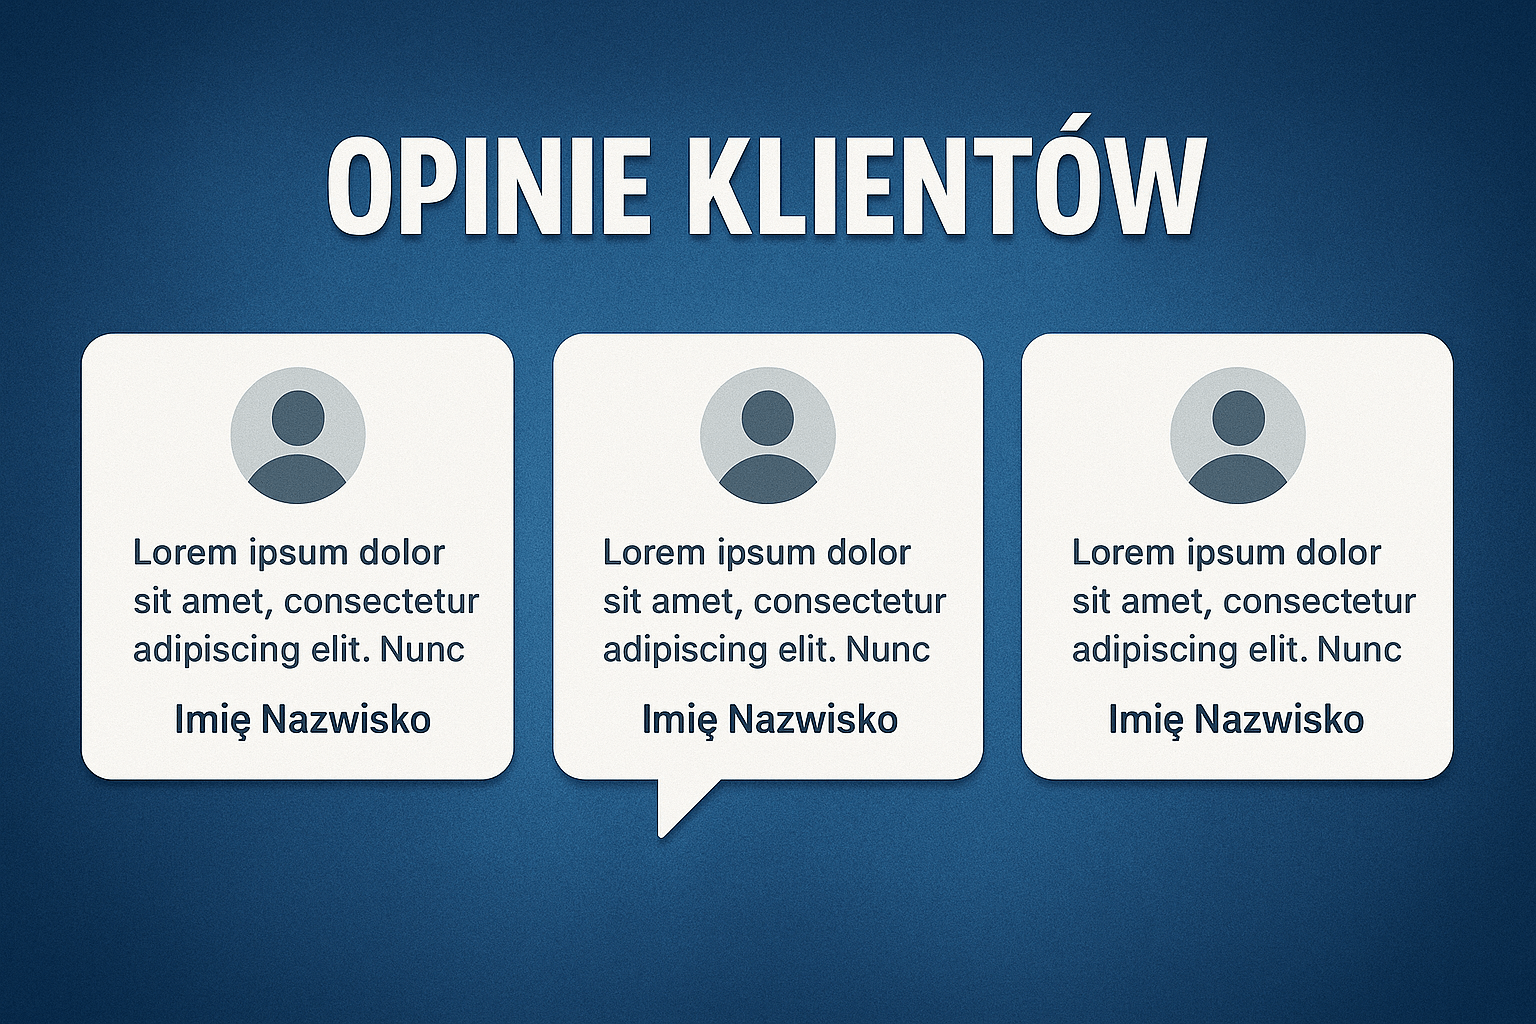 OPINIE KLIENTÓW
Lorem ipsum dolor
sit amet, consectetur
adipiscing elit. Nunc
Imię Nazwisko
Lorem ipsum dolor
sit amet, consectetur
adipiscing elit. Nunc
Imię Nazwisko
Lorem ipsum dolor
sit amet, consectetur
adipiscing elit. Nunc
Imię Nazwisko